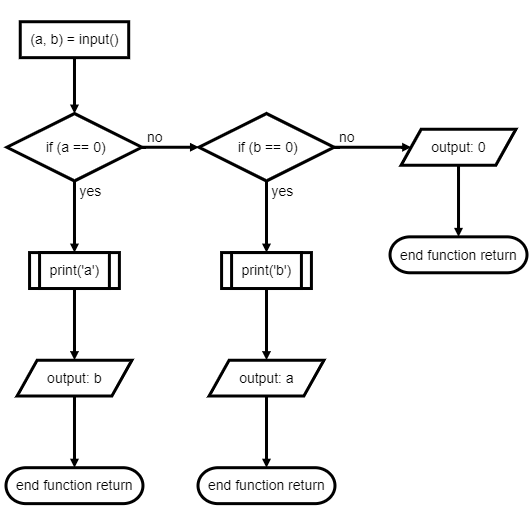 (a, b) = input()
if (a == 0)
no
if (b == 0)
no
output: 0
yes
yes
end function return
print('a')
print('b')
output: b
output: a
end function return
end function return